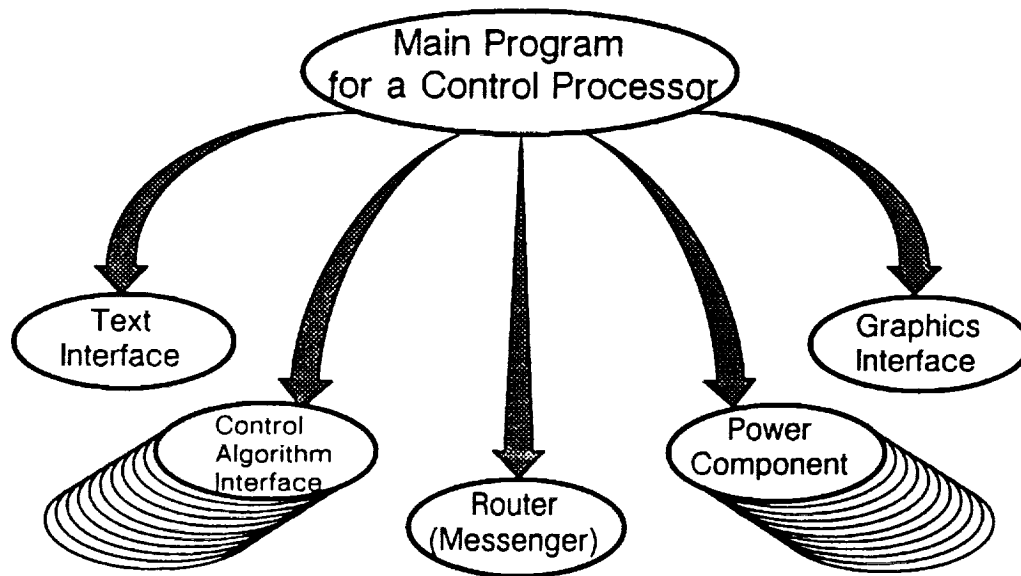 Main Program
for a Control Processor
Text
Interface
Graphics
Interface
Control
Algorithm
Interface
Power
Component
Router
(Messenger)